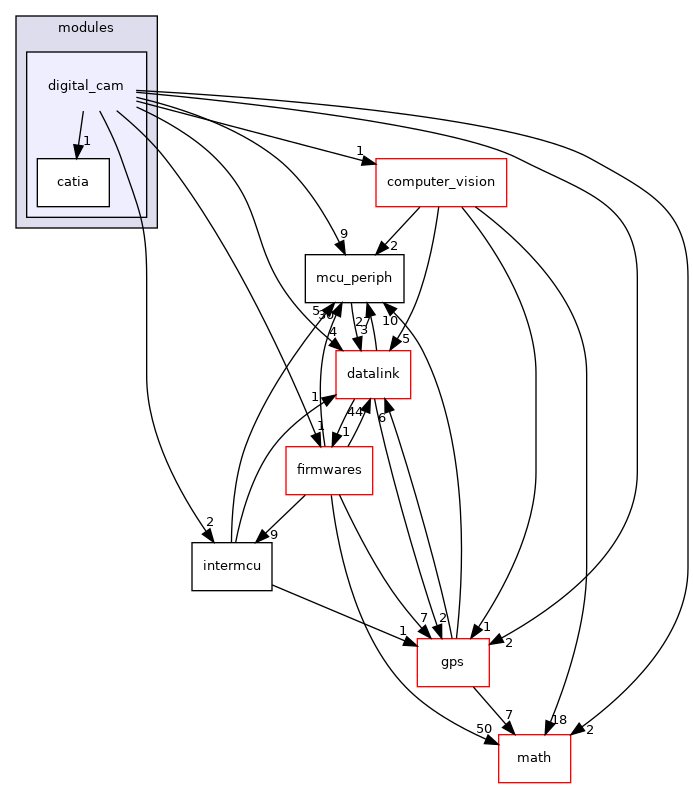 modules
digital_cam
1
1
catia
computer_vision
9
2
mcu_periph
5
30
2
3
10
4
5
datalink
1
44
6
1
1
firmwares
2
9
intermcu
7
2
1
1
2
gps
7
18
50
2
math